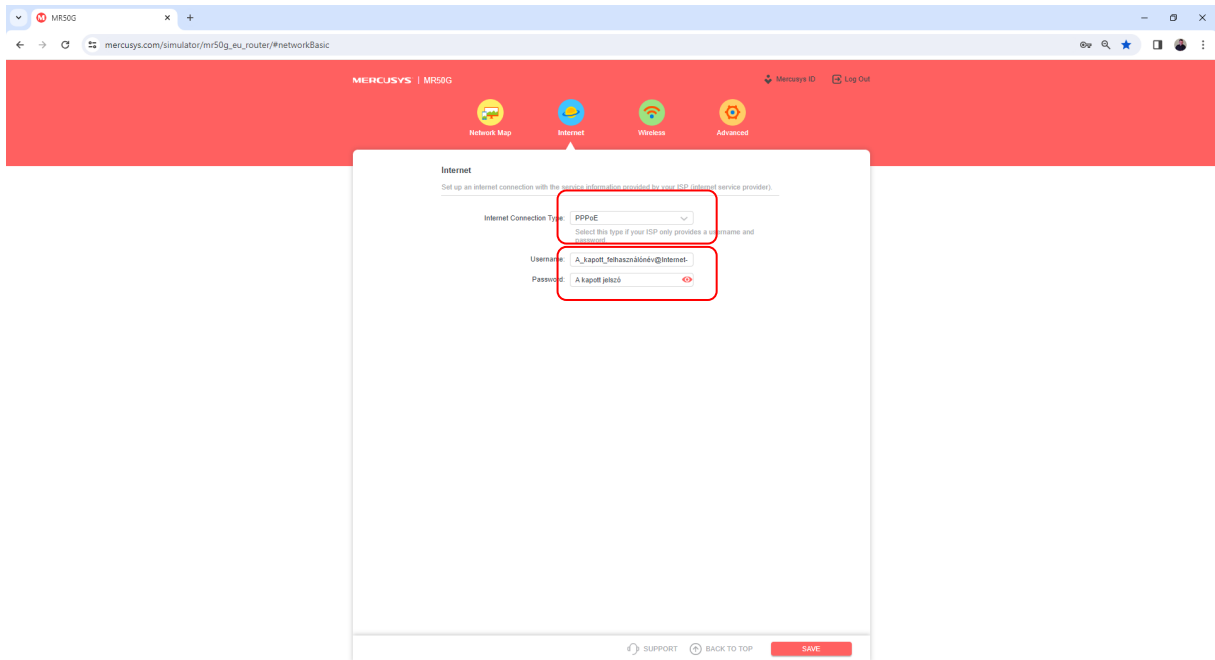 MR50G
mercusys.com/simulator/mr50g_eu_router/#networkBasic
MERCUSYS | MR50G
Mercusys ID
Log Out
Network Map
Internet
Wireless
Advanced
Internet
Set up an internet connection with the service information provided by your ISP (internet service provider).
Internet Connection Type: PPPoE
Select this type if your ISP only provides a username and
password.
Username: A_kapott_felhasználónév@Internet-
Password: A kapott jelszó
SUPPORT
BACK TO TOP
SAVE